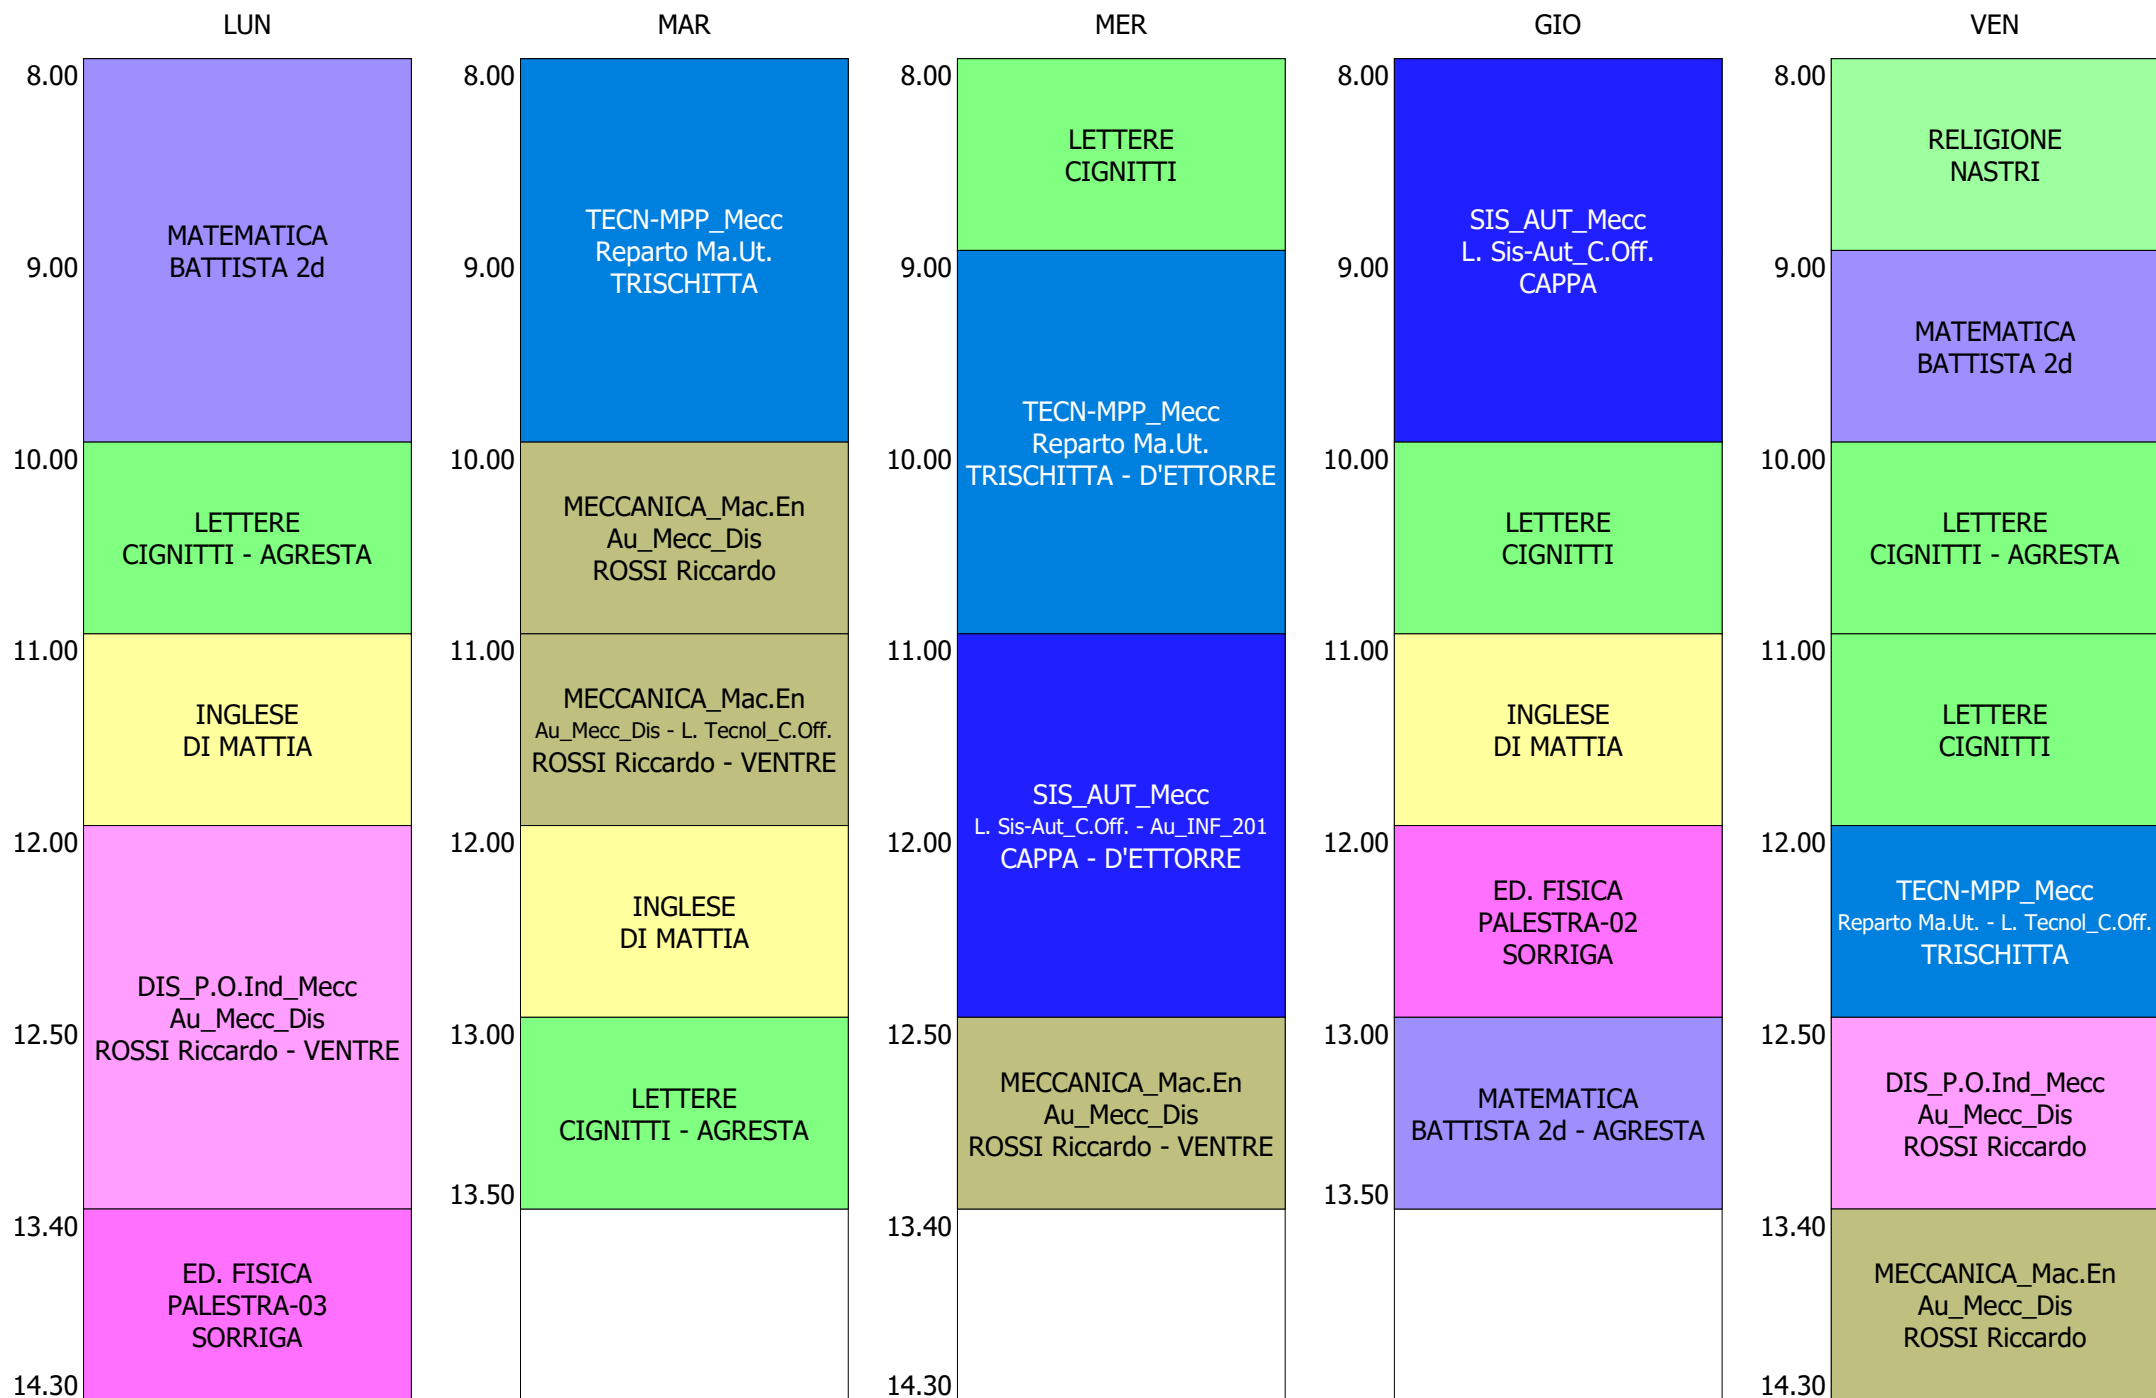 LUN
8.00
MATEMATICA
BATTISTA 2d
9.00
10.00
LETTERE
CIGNITTI - AGRESTA
11.00
INGLESE
DI MATTIA
12.00
DIS_P.O.Ind_Mecc
Au_Mecc_Dis
ROSSI Riccardo - VENTRE
12.50
13.40
ED. FISICA
PALESTRA-03
SORRIGA
14.30
MAR
8.00
TECN-MPP_Mecc
Reparto Ma.Ut.
TRISCHITTA
9.00
10.00
MECCANICA_Mac.En
Au_Mecc_Dis
ROSSI Riccardo
11.00
MECCANICA_Mac.En
Au_Mecc_Dis - L. Tecnol_C.Off.
ROSSI Riccardo - VENTRE
12.00
INGLESE
DI MATTIA
13.00
LETTERE
CIGNITTI - AGRESTA
13.50
MER
8.00
LETTERE
CIGNITTI
9.00
TECN-MPP_Mecc
Reparto Ma.Ut.
TRISCHITTA - D'ETTORRE
10.00
11.00
SIS_AUT_Mecc
L. Sis-Aut_C.Off. - Au_INF_201
CAPPA - D'ETTORRE
12.00
12.50
MECCANICA_Mac.En
Au_Mecc_Dis
ROSSI Riccardo - VENTRE
13.40
14.30
GIO
8.00
SIS_AUT_Mecc
L. Sis-Aut_C.Off.
CAPPA
9.00
10.00
LETTERE
CIGNITTI
11.00
INGLESE
DI MATTIA
12.00
ED. FISICA
PALESTRA-02
SORRIGA
13.00
MATEMATICA
BATTISTA 2d - AGRESTA
13.50
VEN
8.00
RELIGIONE
NASTRI
9.00
MATEMATICA
BATTISTA 2d
10.00
LETTERE
CIGNITTI - AGRESTA
11.00
LETTERE
CIGNITTI
12.00
TECN-MPP_Mecc
Reparto Ma.Ut. - L. Tecnol_C.Off.
TRISCHITTA
12.50
DIS_P.O.Ind_Mecc
Au_Mecc_Dis
ROSSI Riccardo
13.40
MECCANICA_Mac.En
Au_Mecc_Dis
ROSSI Riccardo
14.30